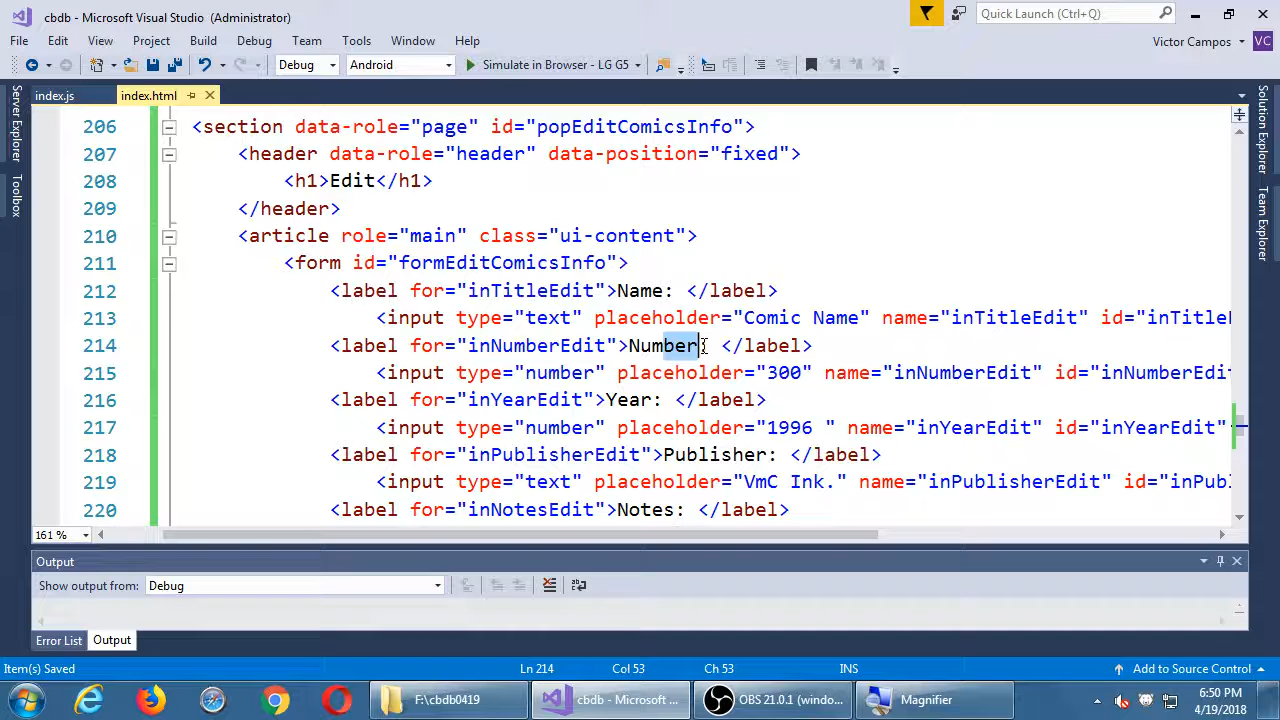 cbdb - Microsoft Visual Studio (Administrator)
Quick Launch (Ctrl+Q)
File Edit View Project Build Debug Team Tools Window Help
Victor Campos VC
Debug Android Simulate in Browser - LG G5
index.js index.html
Server Explorer
Toolbox
Solution Explorer
Team Explorer
206 <section data-role="page" id="popEditComicsInfo">
207 <header data-role="header" data-position="fixed">
208 <h1>Edit</h1>
209 </header>
210 <article role="main" class="ui-content">
211 <form id="formEditComicsInfo">
212 <label for="inTitleEdit">Name: </label>
213 <input type="text" placeholder="Comic Name" name="inTitleEdit" id="inTitleE
214 <label for="inNumberEdit">Number: </label>
215 <input type="number" placeholder="300" name="inNumberEdit" id="inNumberEdit
216 <label for="inYearEdit">Year: </label>
217 <input type="number" placeholder="1996 " name="inYearEdit" id="inYearEdit"
218 <label for="inPublisherEdit">Publisher: </label>
219 <input type="text" placeholder="VmC Ink." name="inPublisherEdit" id="inPubl
220 <label for="inNotesEdit">Notes: </label>
161 %
Output
Show output from: Debug
Error List Output
Item(s) Saved Ln 214 Col 53 Ch 53 INS Add to Source Control
F:\cbdb0419 cbdb - Microsoft ... OBS 21.0.1 (windo... Magnifier
6:50 PM
4/19/2018